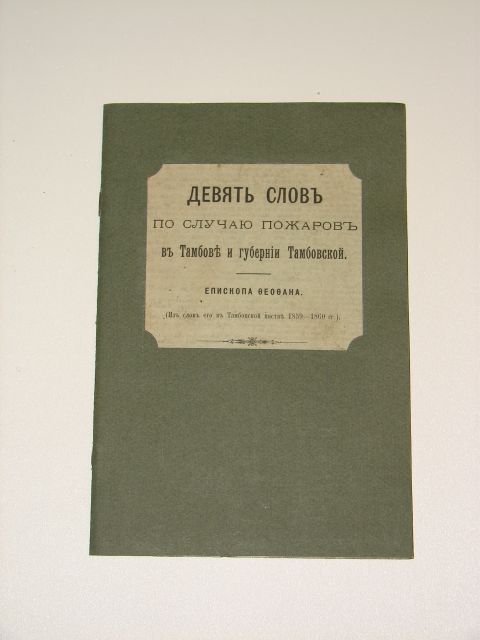 ДЕВЯТЬ СЛОВЪ
ПО СЛУЧАЮ ПОЖАРОВЪ
въ Тамбовѣ и губерніи Тамбовской.
ЕПИСКОПА ѲЕОѲАНА.
(Изъ словъ его къ Тамбовской паствѣ 1859—1860 гг.).